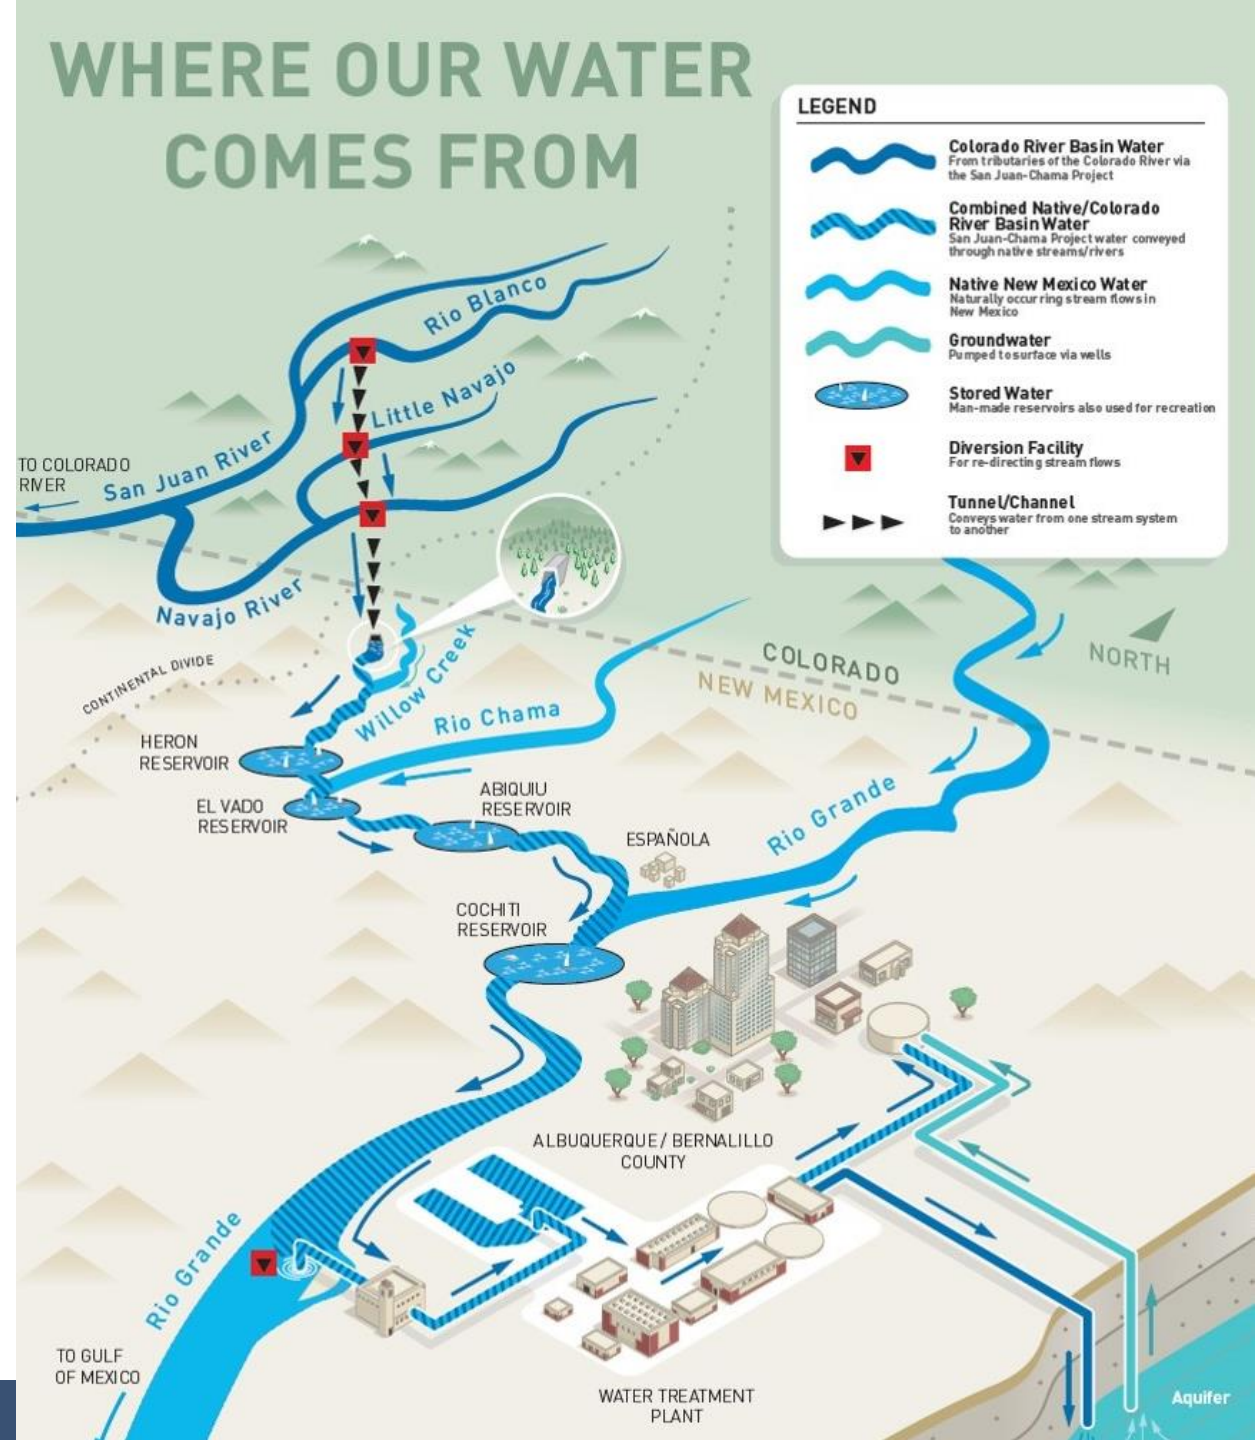 WHERE OUR WATER
COMES FROM
LEGEND
Colorado River Basin Water
From tributaries of the Colorado River via
the San Juan-Chama Project
Combined Native/Colorado
River Basin Water
San Juan-Chama Project water conveyed
through native streams/rivers
Native New Mexico Water
Naturally occurring stream flows in
New Mexico
Groundwater
Pumped to surface via wells
Stored Water
Man-made reservoirs also used for recreation
Diversion Facility
For re-directing stream flows
Tunnel/Channel
Conveys water from one stream system
to another
Rio Blanco
Little Navajo
San Juan River
TO COLORADO
RIVER
Navajo River
CONTINENTAL DIVIDE
Willow Creek
Rio Chama
COLORADO
NEW MEXICO
NORTH
HERON
RESERVOIR
EL VADO
RESERVOIR
ABIQUIU
RESERVOIR
ESPAÑOLA
Rio Grande
COCHITI
RESERVOIR
ALBUQUERQUE / BERNALILLO
COUNTY
Rio Grande
TO GULF
OF MEXICO
WATER TREATMENT
PLANT
Aquifer